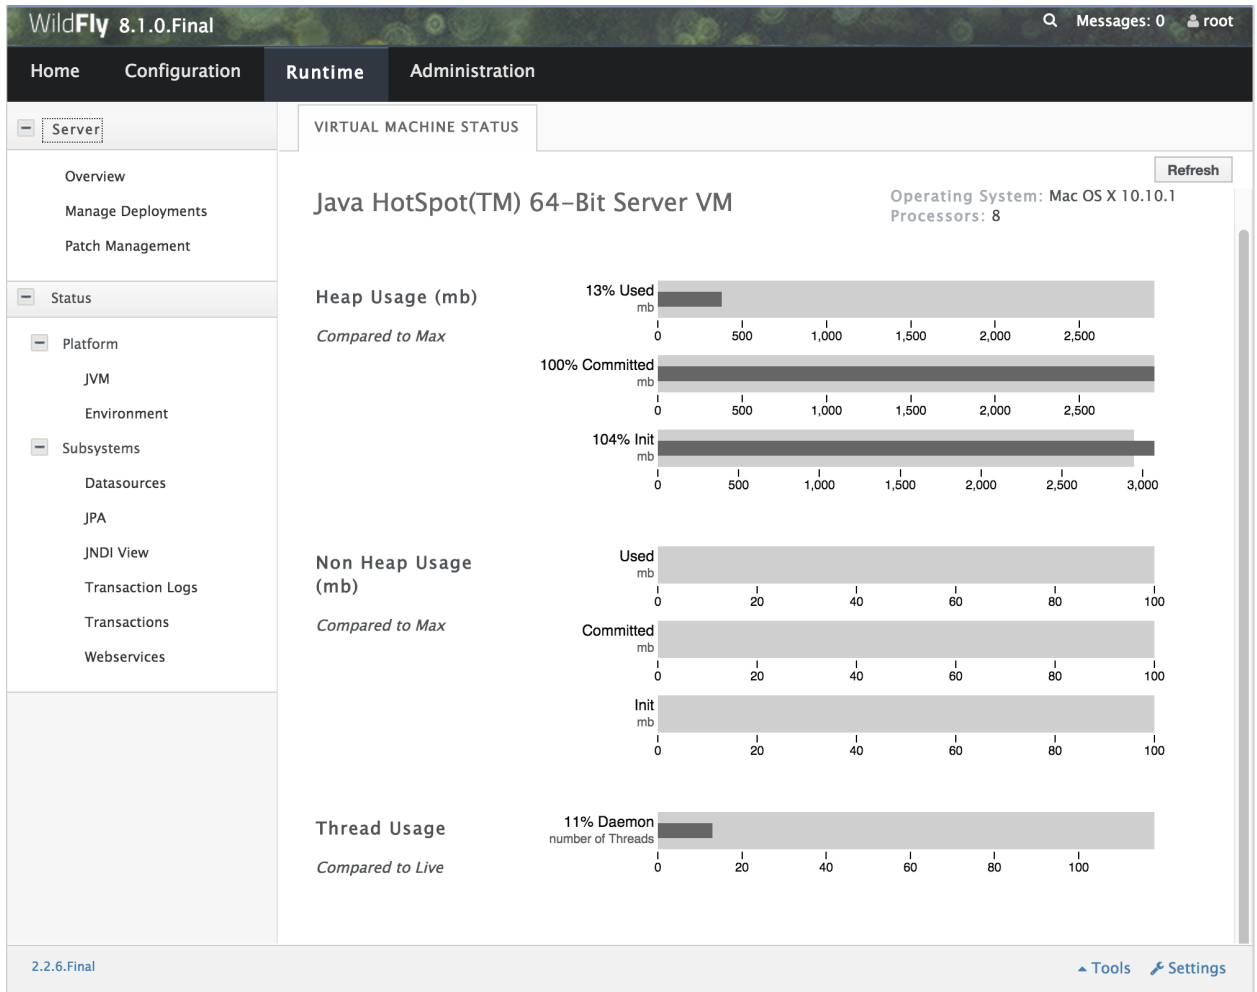 WildFly 8.1.0.Final
Messages: 0 root
Home Configuration Runtime Administration
Server
Overview
Manage Deployments
Patch Management
Status
Platform
JVM
Environment
Subsystems
Datasources
JPA
JNDI View
Transaction Logs
Transactions
Webservices
VIRTUAL MACHINE STATUS
Refresh
Java HotSpot(TM) 64-Bit Server VM
Operating System: Mac OS X 10.10.1
Processors: 8
Heap Usage (mb)
Compared to Max
13% Used
mb
0 500 1,000 1,500 2,000 2,500
100% Committed
mb
0 500 1,000 1,500 2,000 2,500
104% Init
mb
0 500 1,000 1,500 2,000 2,500 3,000
Non Heap Usage
(mb)
Compared to Max
Used
mb
0 20 40 60 80 100
Committed
mb
0 20 40 60 80 100
Init
mb
0 20 40 60 80 100
Thread Usage
Compared to Live
11% Daemon
number of Threads
0 20 40 60 80 100
2.2.6.Final
Tools Settings